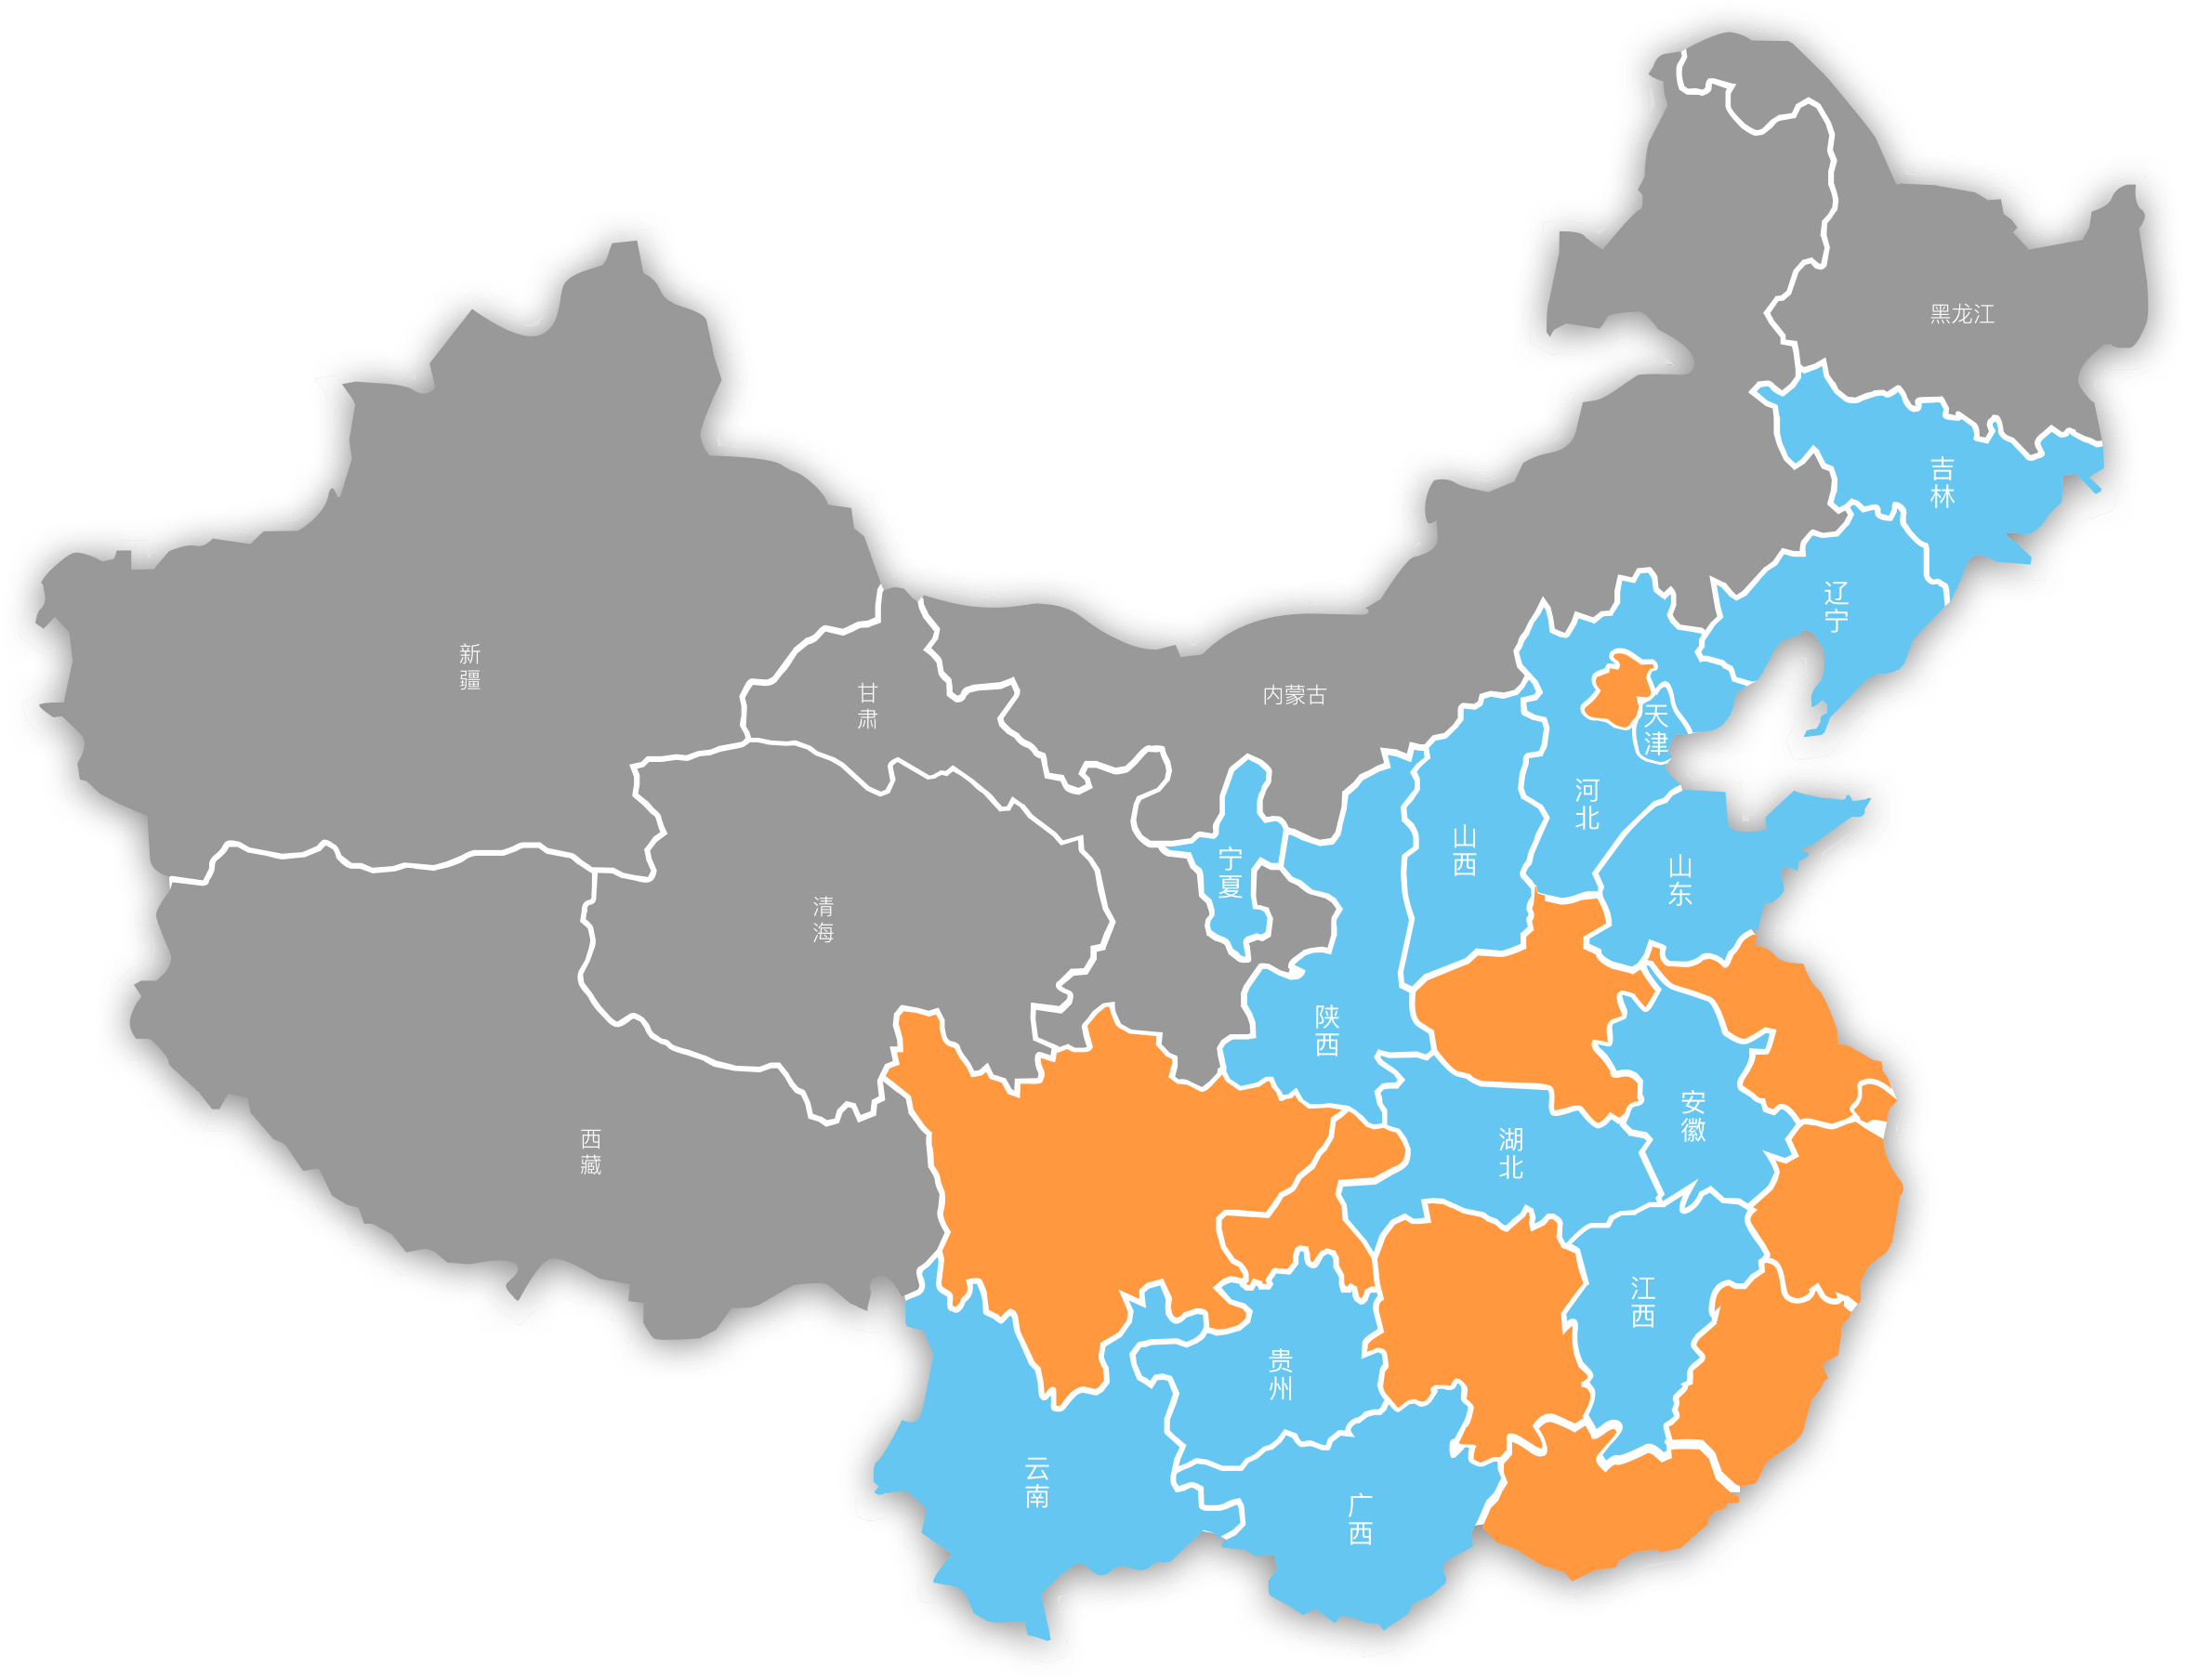 黑龙江
吉林
辽宁
新疆
甘肃
内蒙古
天津
河北
山西
宁夏
山东
清海
陕西
安徽
湖北
西藏
江西
贵州
云南
广西